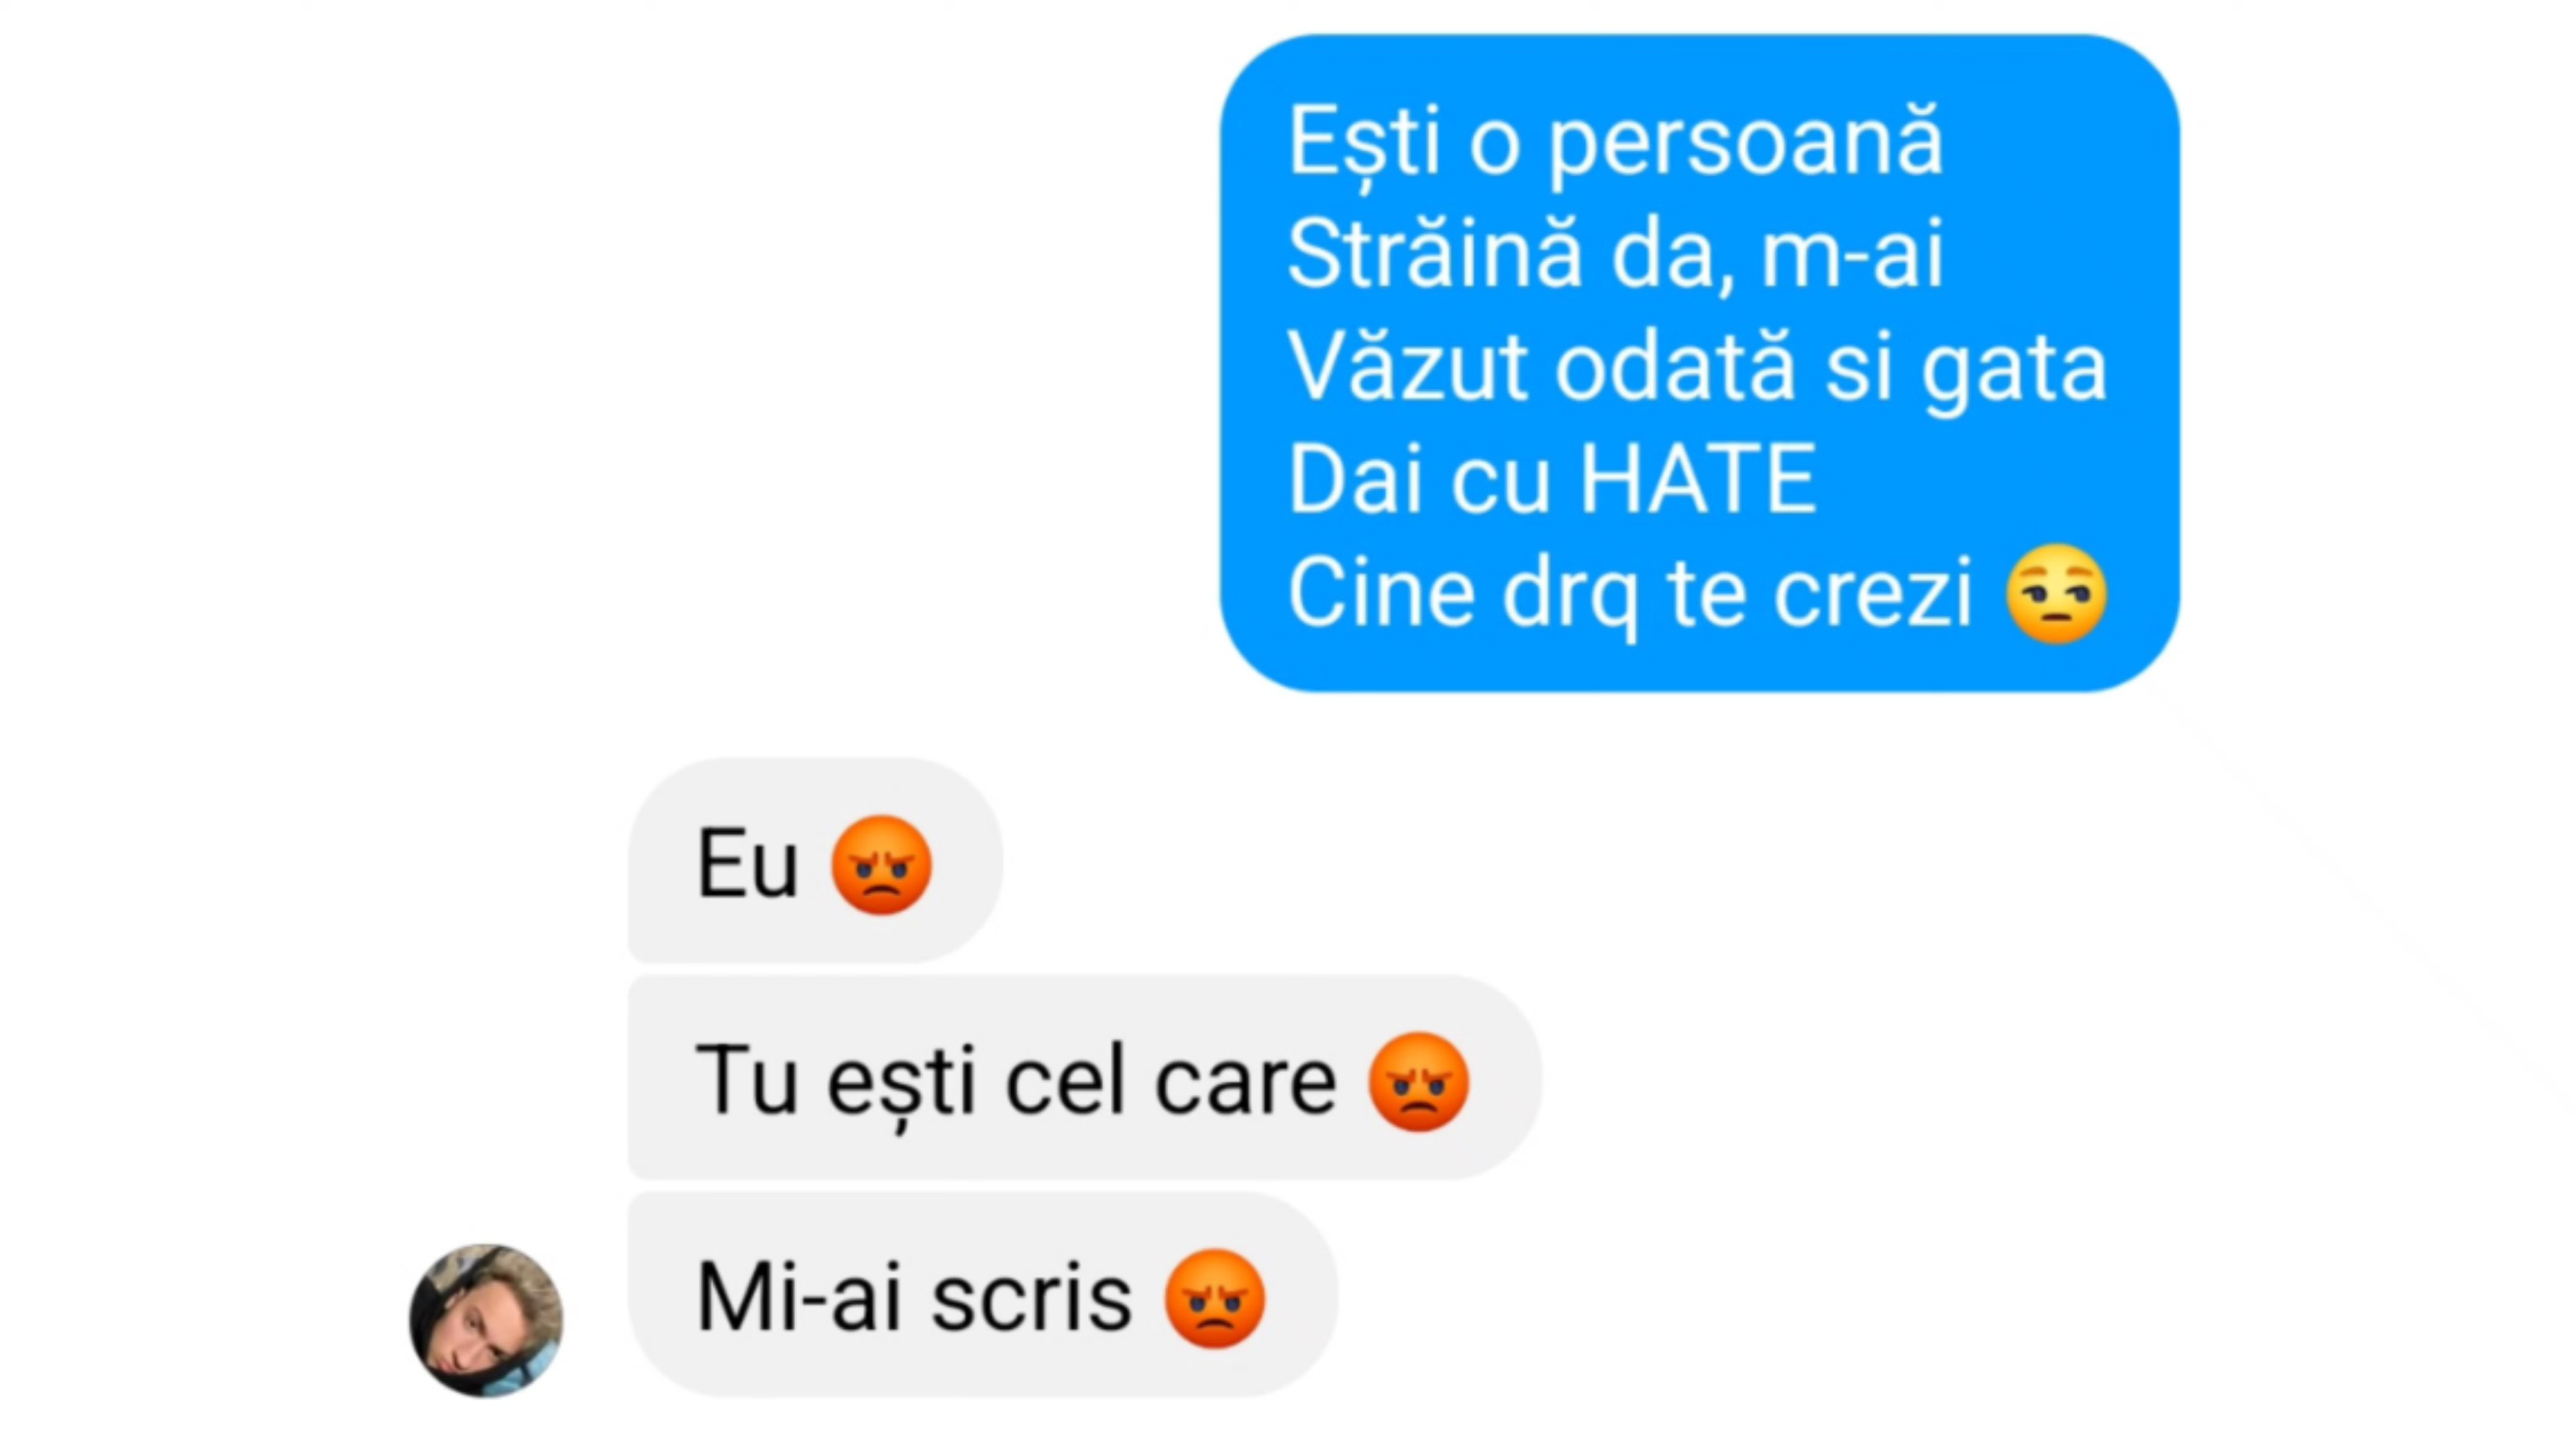 Ești o persoană
Străină da, m-ai
Văzut odată si gata
Dai cu HATE
Cine drq te crezi 😒
Eu 😡
Tu ești cel care 😡
Mi-ai scris 😡